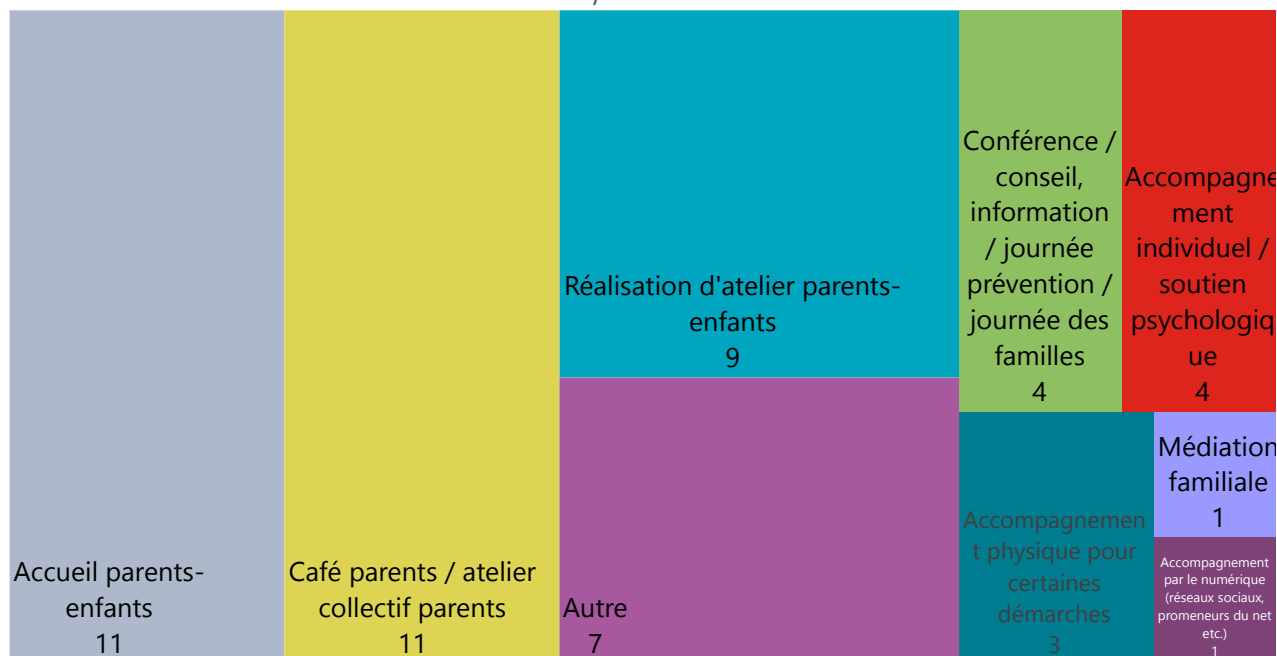 Accueil parents-
enfants
11
Café parents / atelier
collectif parents
11
Réalisation d'atelier parents-
enfants
9
Autre
7
Conférence /
conseil,
information
/ journée
prévention /
journée des
familles
4
Accompagne
ment
individuel /
soutien
psychologiq
ue
4
Accompagnemen
t physique pour
certaines
démarches
3
Médiation
familiale
1
Accompagnement
par le numérique
(réseaux sociaux,
promeneurs du net
etc.)
1